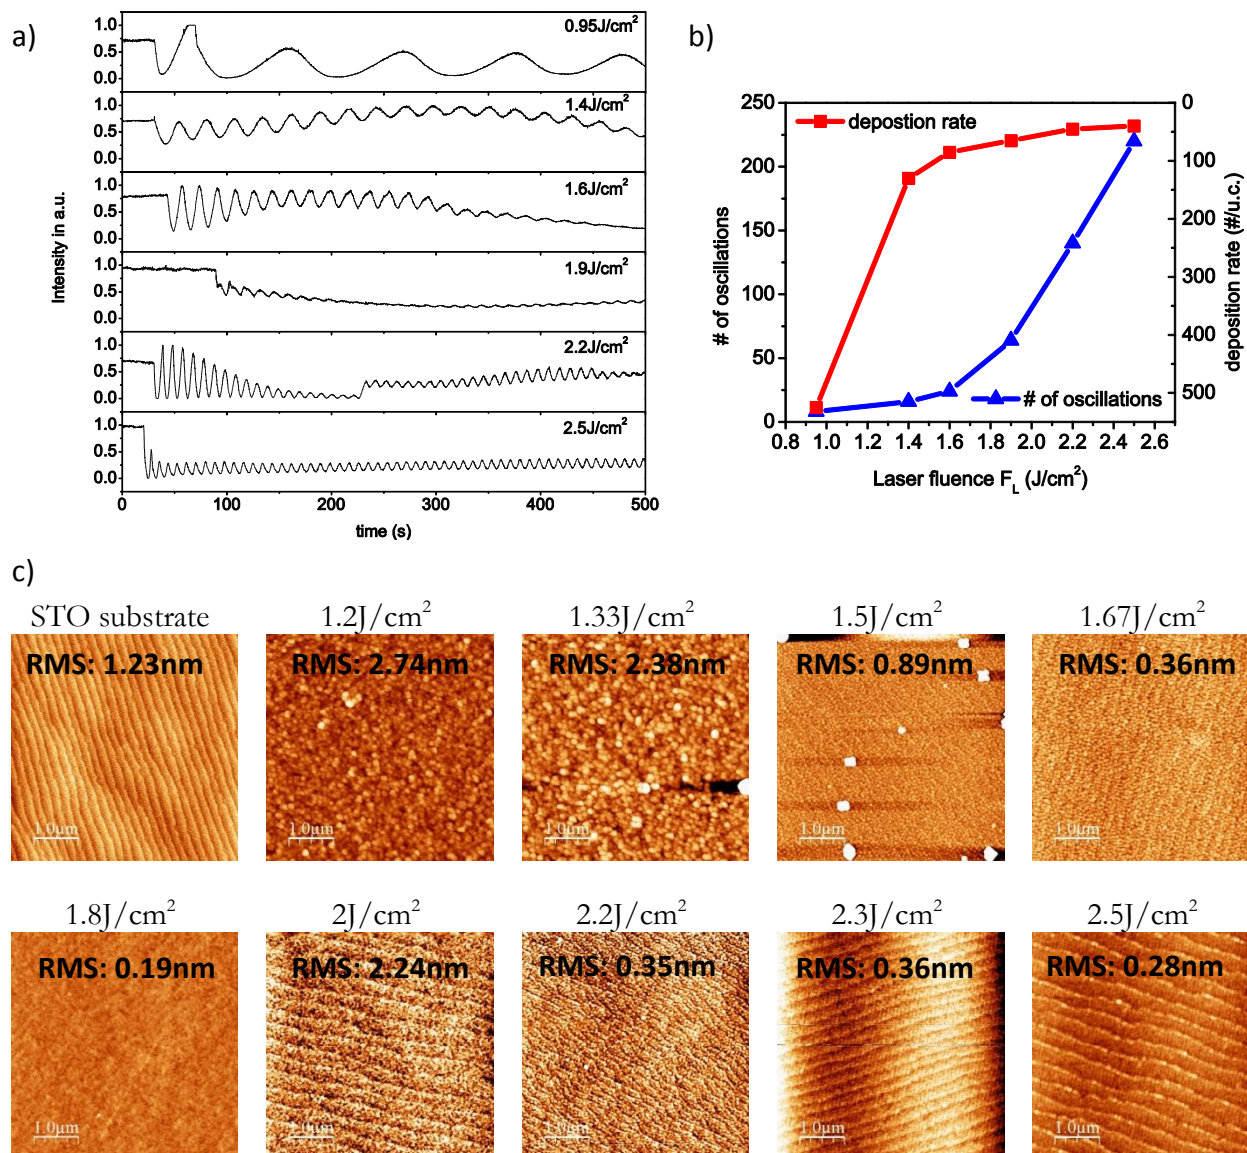 a)
0.95J/cm²
1.0
0.5
0.0
1.4J/cm²
1.0
0.5
0.0
1.6J/cm²
1.0
0.5
0.0
1.9J/cm²
1.0
0.5
0.0
2.2J/cm²
1.0
0.5
0.0
2.5J/cm²
1.0
0.5
0.0
Intensity in a.u.
0 100 200 300 400 500
time (s)
b)
250
200
150
100
50
0
# of oscillations
depostion rate
# of oscillations
0
100
200
300
400
500
deposition rate (#/u.c.)
0.8 1.0 1.2 1.4 1.6 1.8 2.0 2.2 2.4 2.6
Laser fluence F_L (J/cm²)
c)
STO substrate 1.2J/cm² 1.33J/cm² 1.5J/cm² 1.67J/cm²
RMS: 1.23nm RMS: 2.74nm RMS: 2.38nm RMS: 0.89nm RMS: 0.36nm
1.0µm 1.0µm 1.0µm 1.0µm 1.0µm
1.8J/cm² 2J/cm² 2.2J/cm² 2.3J/cm² 2.5J/cm²
RMS: 0.19nm RMS: 2.24nm RMS: 0.35nm RMS: 0.36nm RMS: 0.28nm
1.0µm 1.0µm 1.0µm 1.0µm 1.0µm